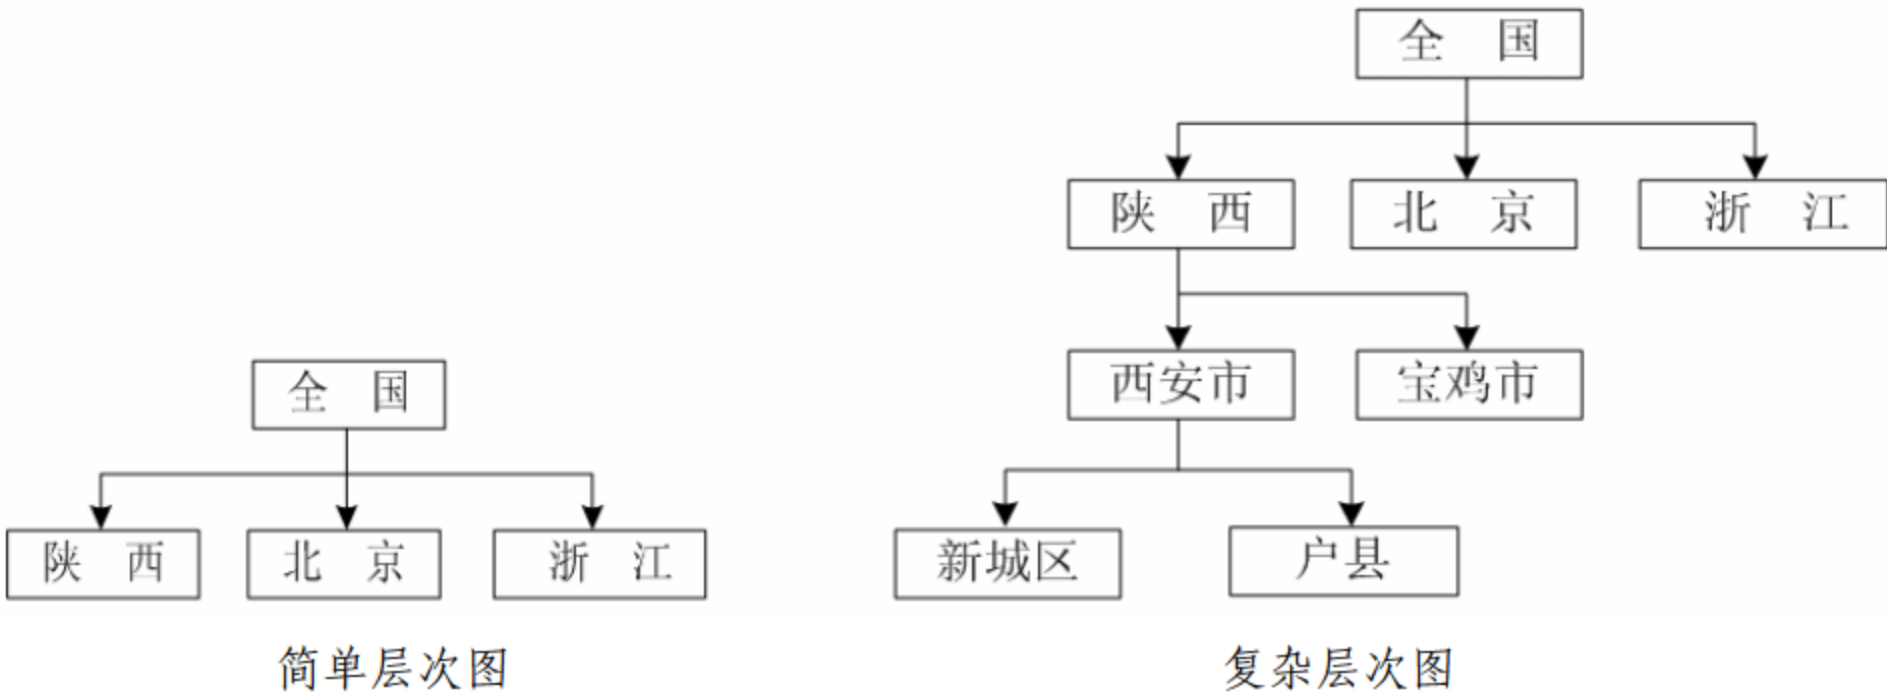 全 国
陕 西
北 京
浙 江
简单层次图
全 国
陕 西
北 京
浙 江
西安市
宝鸡市
新城区
户县
复杂层次图